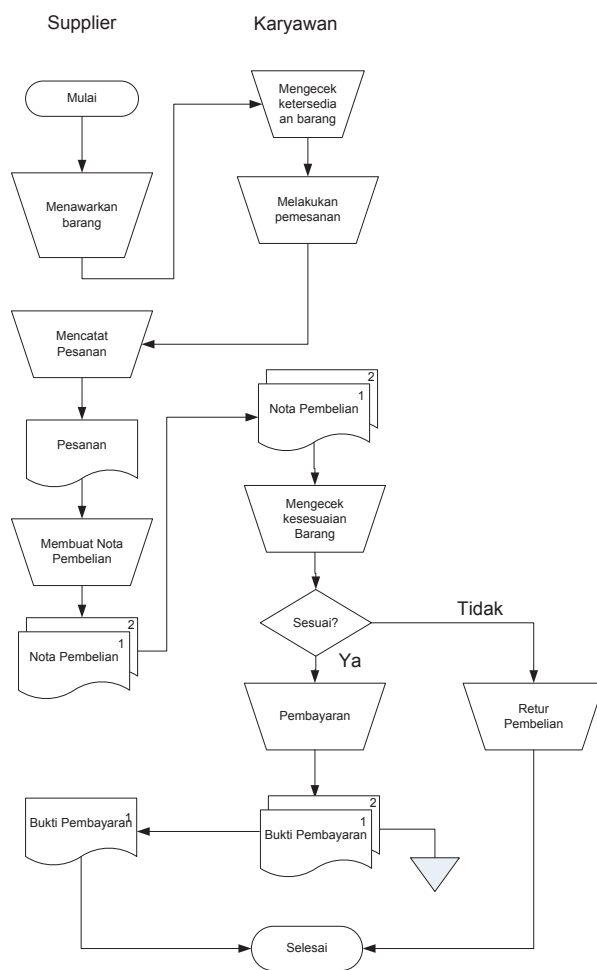 Supplier
Karyawan
Mulai
Mengecek
ketersedia
an barang
Menawarkan
barang
Melakukan
pemesanan
Mencatat
Pesanan
2
1
Nota Pembelian
Pesanan
Mengecek
kesesuaian
Barang
Membuat Nota
Pembelian
2
1
Nota Pembelian
Sesuai?
Tidak
Ya
Pembayaran
Retur
Pembelian
2
1
Bukti Pembayaran
1
Bukti Pembayaran
Selesai